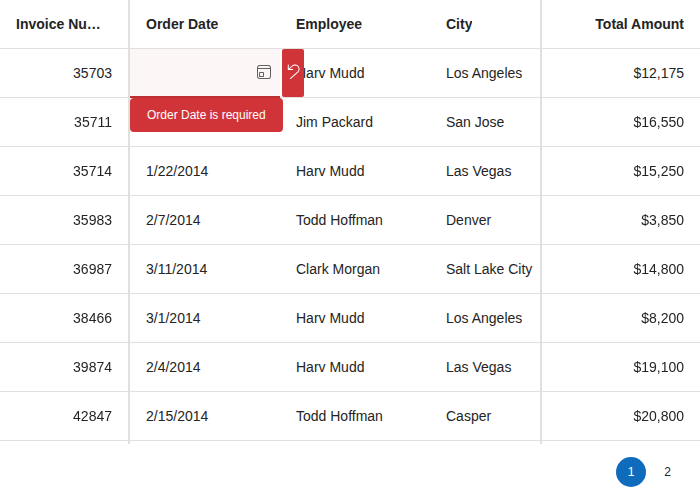 Invoice Nu... Order Date Employee City Total Amount
35703 Harv Mudd Los Angeles $12,175
35711 Order Date is required Jim Packard San Jose $16,550
35714 1/22/2014 Harv Mudd Las Vegas $15,250
35983 2/7/2014 Todd Hoffman Denver $3,850
36987 3/11/2014 Clark Morgan Salt Lake City $14,800
38466 3/1/2014 Harv Mudd Los Angeles $8,200
39874 2/4/2014 Harv Mudd Las Vegas $19,100
42847 2/15/2014 Todd Hoffman Casper $20,800
1 2